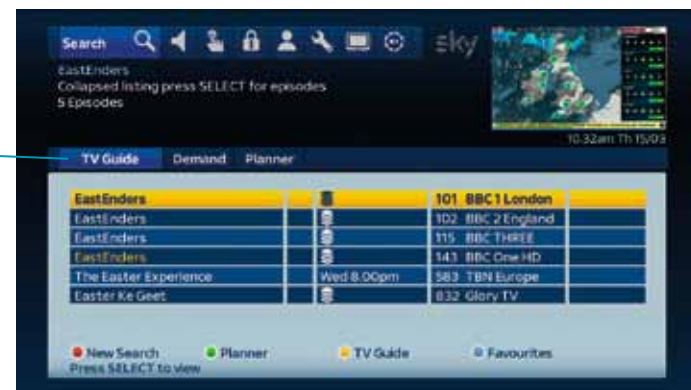 Search
sky
EastEnders
Collapsed listing press SELECT for episodes
5 Episodes
10.32am Th 15/03
TV Guide Demand Planner
EastEnders 101 BBC 1 London
EastEnders 102 BBC 2 England
EastEnders 115 BBC THREE
EastEnders 143 BBC One HD
The Easter Experience Wed 8.00pm 583 TBN Europe
Easter Ke Geet 832 Glory TV
New Search Planner TV Guide Favourites
Press SELECT to view